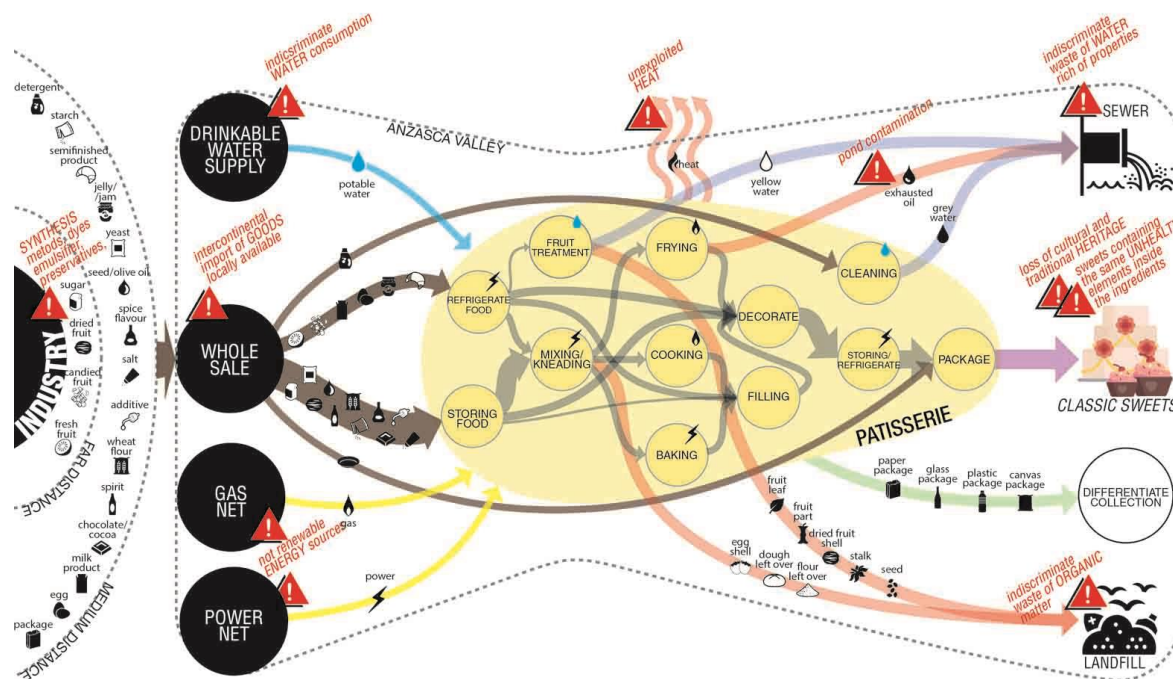 detergent
starch
semifinished
product
jelly/
jam
SYNTHESIS
metods, dyes
emulsifier,
preservatives,
yeast
seed/olive oil
sugar
spice
flavour
dried
fruit
salt
candied
fruit
additive
fresh
fruit
wheat
flour
spirit
chocolate/
cocoa
milk
product
egg
package
INDUSTRY
FAR DISTANCE
MEDIUM DISTANCE
indicsriminate
WATER consumption
DRINKABLE
WATER
SUPPLY
potable
water
ANZASCA VALLEY
intercontinental
import of GOODS
locally available
WHOLE
SALE
GAS
NET
gas
not renewable
ENERGY sources
POWER
NET
power
unexploited
HEAT
heat
yellow
water
pond contamination
exhausted
oil
grey
water
indiscriminate
waste of WATER
rich of properties
SEWER
FRUIT
TREATMENT
FRYING
CLEANING
REFRIGERATE
FOOD
DECORATE
MIXING/
KNEADING
COOKING
STORING/
REFRIGERATE
PACKAGE
STORING
FOOD
FILLING
BAKING
PATISSERIE
loss of cultural and
traditional HERITAGE
sweets containing
the same UNHEALT
elements inside
the ingredients
CLASSIC SWEETS
paper
package
glass
package
plastic
package
canvas
package
DIFFERENTIATE
COLLECTION
fruit
leaf
fruit
part
dried fruit
shell
stalk
seed
egg
shell
dough
left over
flour
left over
indiscriminate
waste of ORGANIC
matter
LANDFILL